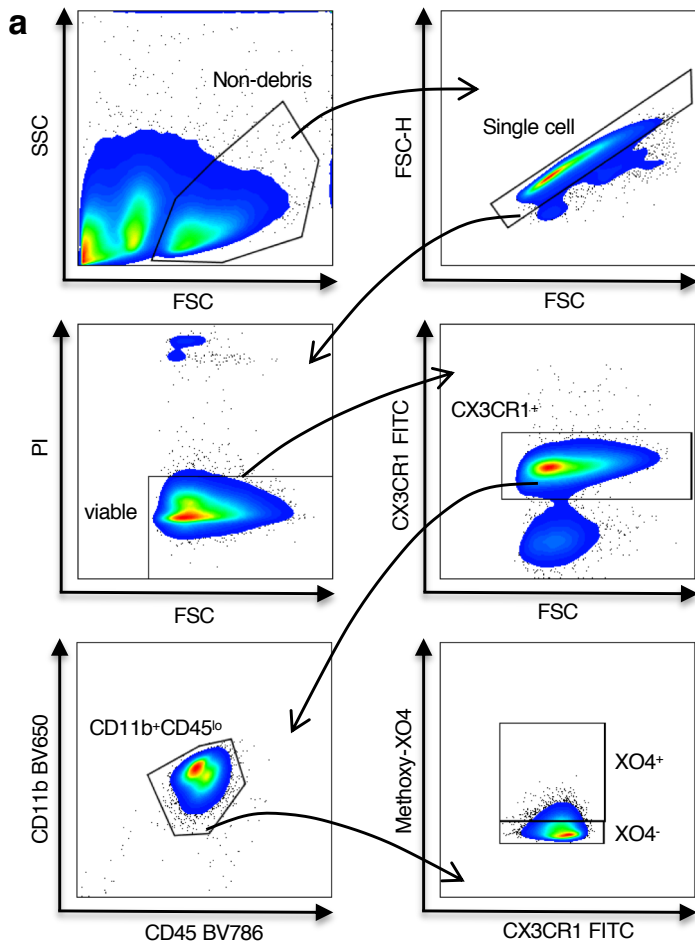 a
SSC
Non-debris
FSC
FSC-H
Single cell
FSC
PI
viable
FSC
CX3CR1 FITC
CX3CR1⁺
FSC
CD11b BV650
CD11b⁺CD45ˡᵒ
CD45 BV786
Methoxy-XO4
XO4⁺
XO4⁻
CX3CR1 FITC